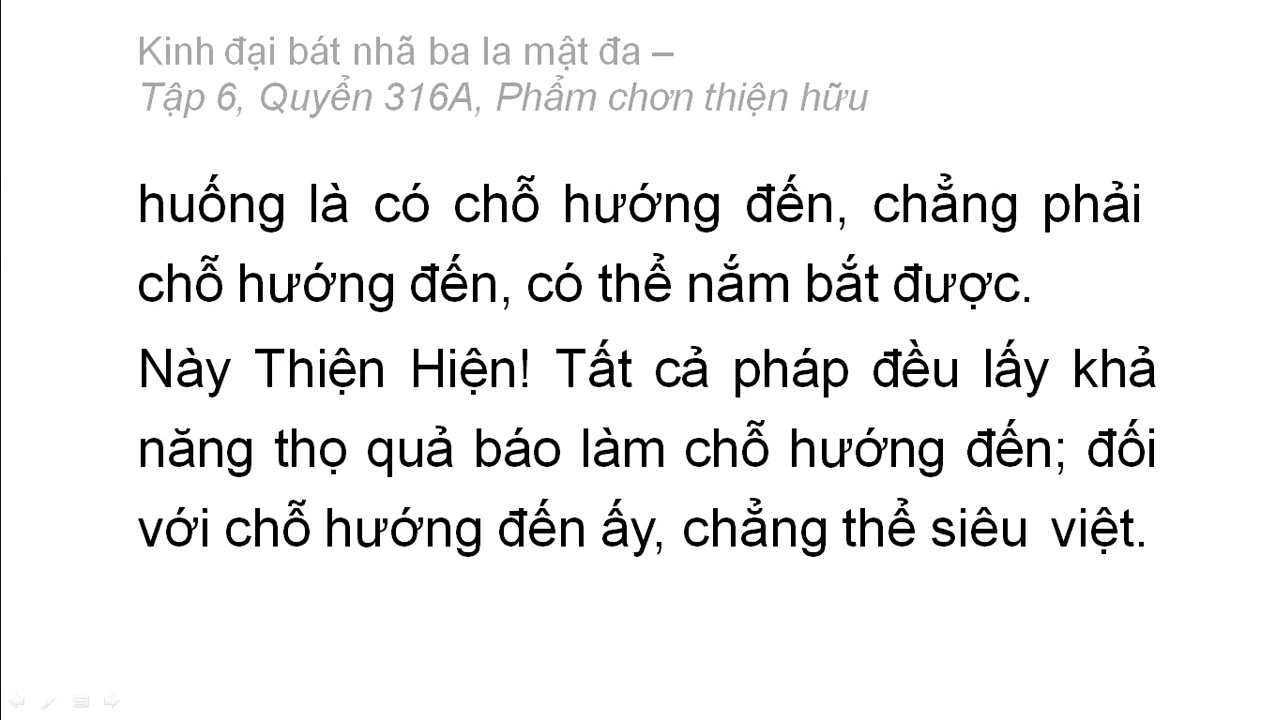 Kinh đại bát nhã ba la mật đa –
Tập 6, Quyển 316A, Phẩm chơn thiện hữu
huống là có chỗ hướng đến, chẳng phải
chỗ hướng đến, có thể nắm bắt được.
Này Thiện Hiện! Tất cả pháp đều lấy khả
năng thọ quả báo làm chỗ hướng đến; đối
với chỗ hướng đến ấy, chẳng thể siêu việt.